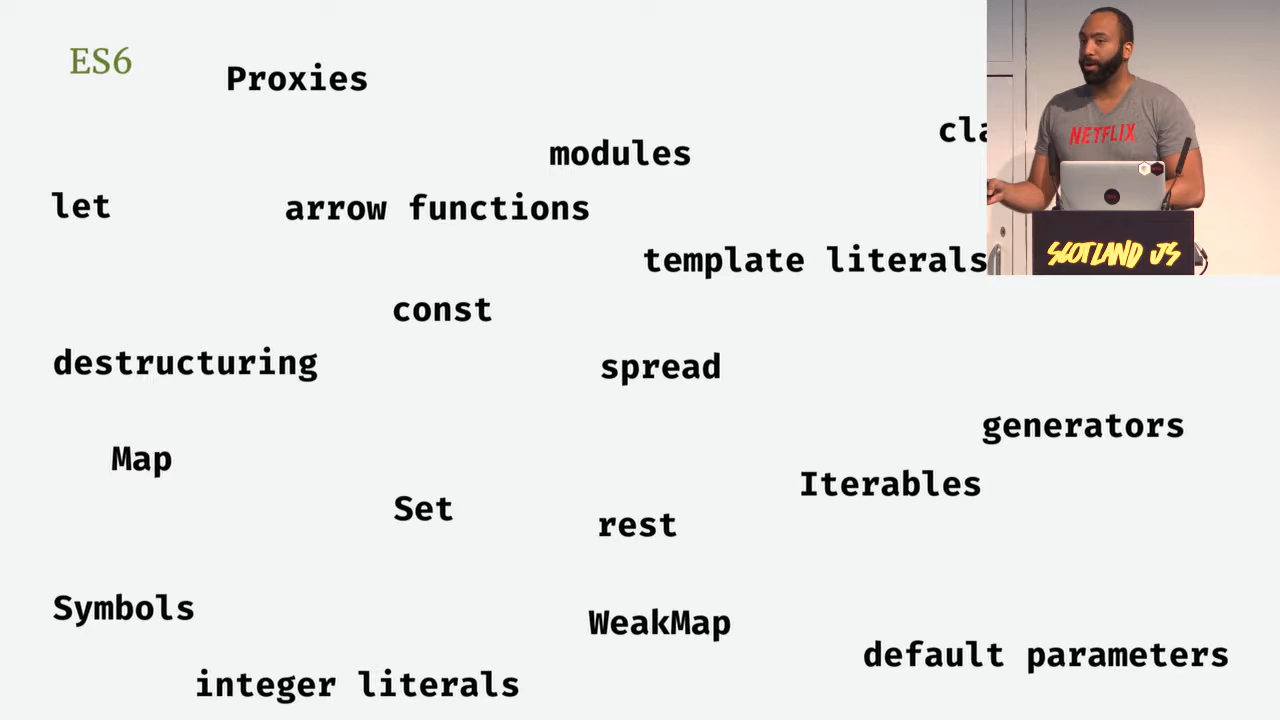 ES6
Proxies
NETFLIX
modules
let
arrow functions
template literals
SCOTLAND JS
const
destructuring
spread
generators
Map
Iterables
Set
rest
Symbols
WeakMap
default parameters
integer literals